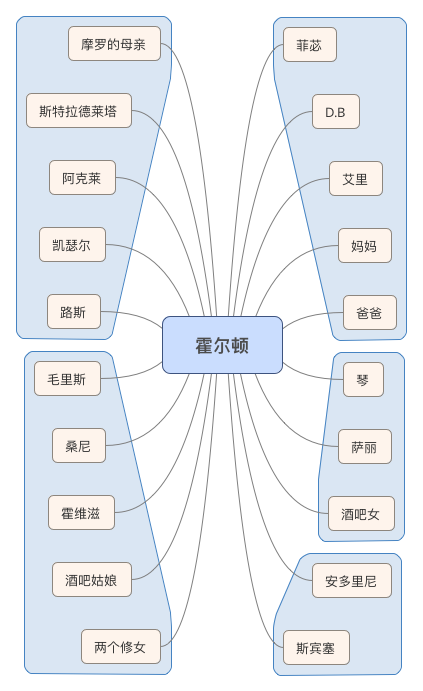 摩罗的母亲
斯特拉德莱塔
阿克莱
凯瑟尔
路斯
毛里斯
桑尼
霍维滋
酒吧姑娘
两个修女
霍尔顿
菲苾
D.B
艾里
妈妈
爸爸
琴
萨丽
酒吧女
安多里尼
斯宾塞